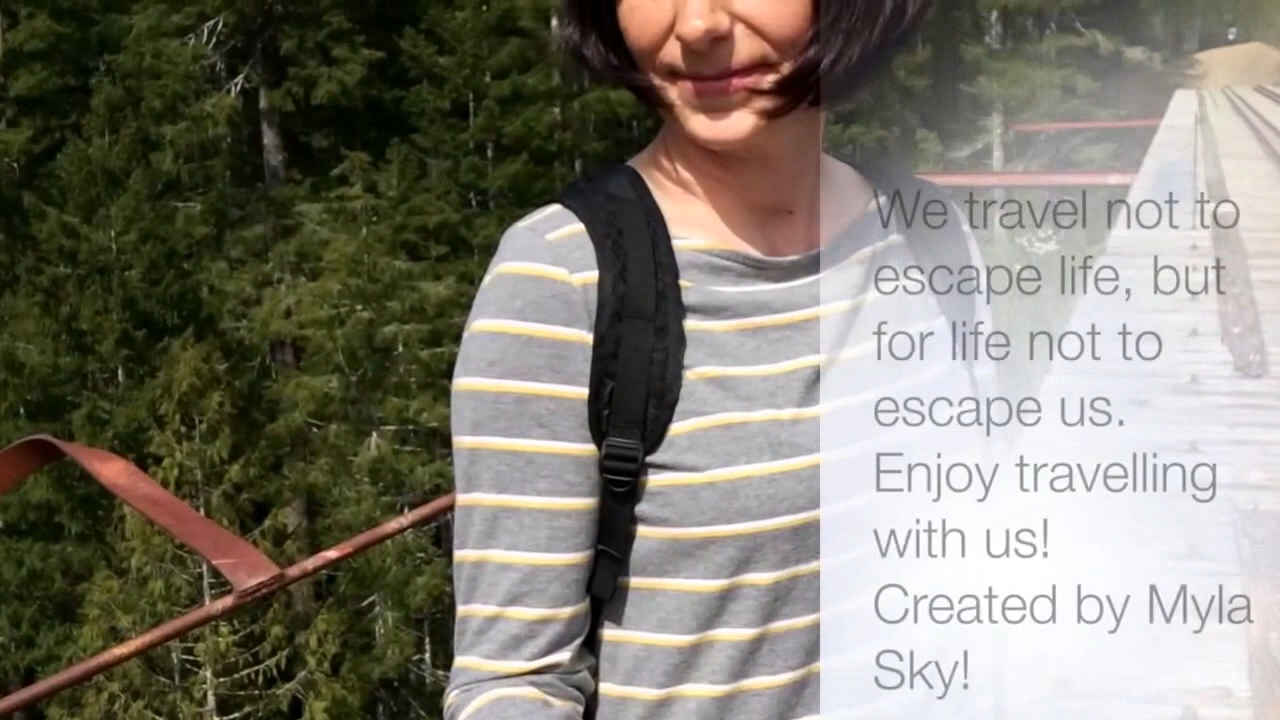 We travel not to
escape life, but
for life not to
escape us.
Enjoy travelling
with us!
Created by Myla
Sky!